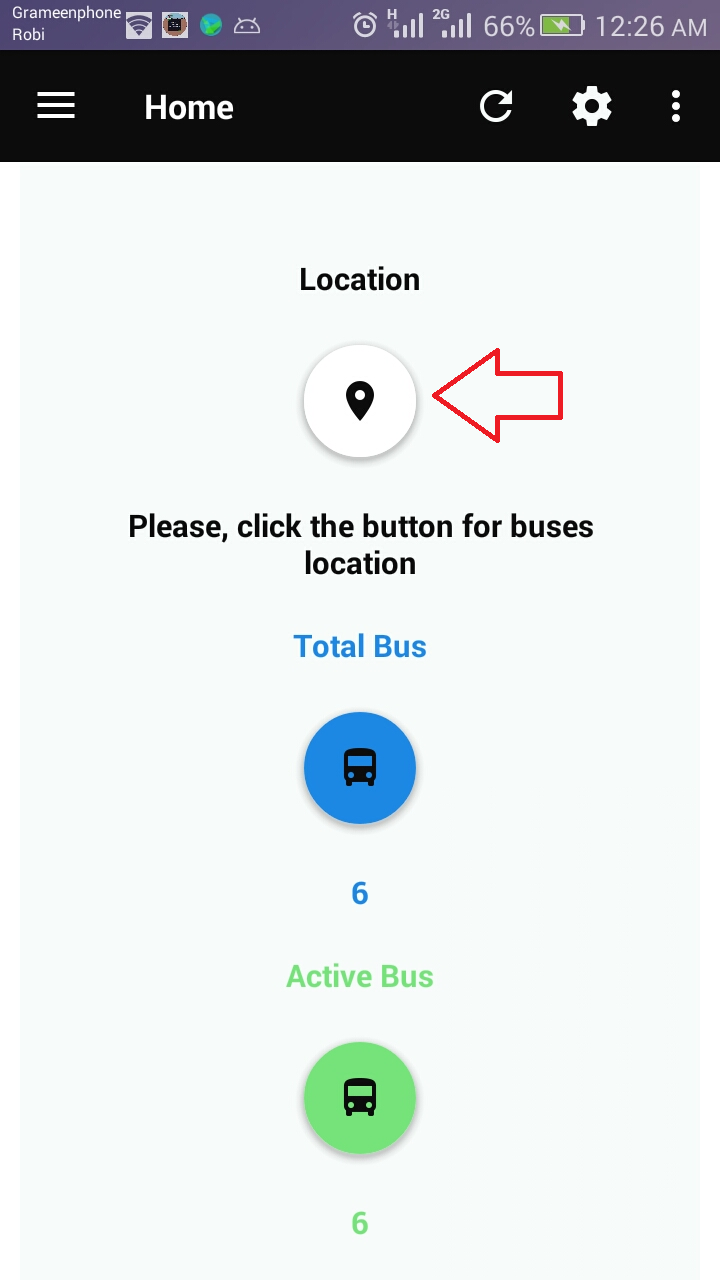 Grameenphone
Robi
H
2G
66%
12:26 AM
Home
Location
Please, click the button for buses
location
Total Bus
6
Active Bus
6